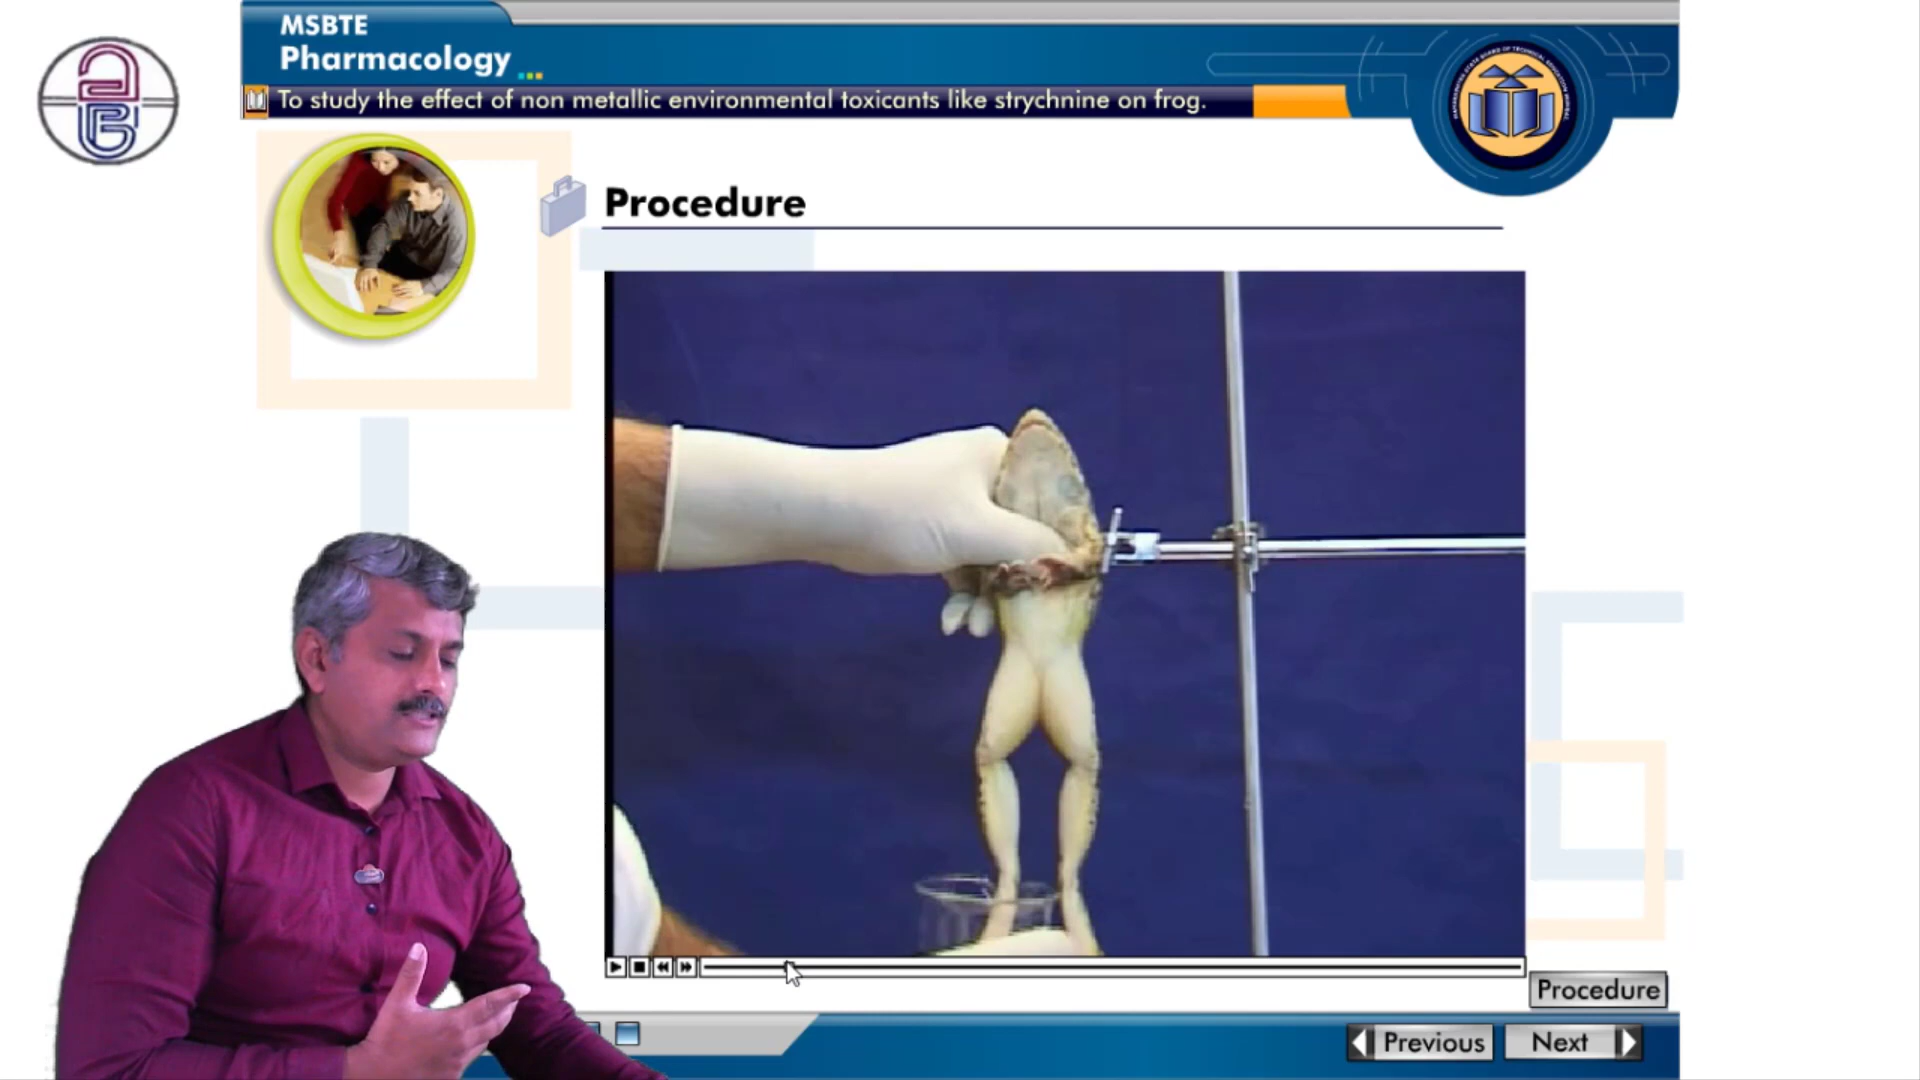 MSBTE
Pharmacology
To study the effect of non metallic environmental toxicants like strychnine on frog.
Procedure
Procedure
Previous
Next